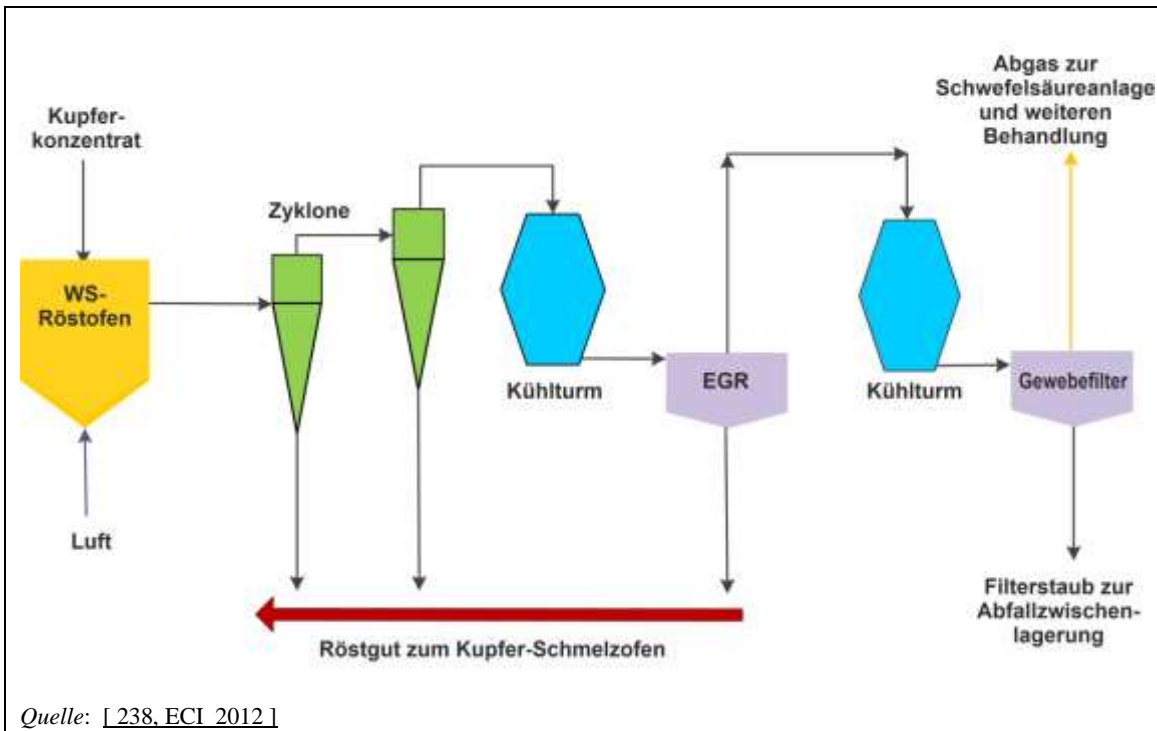 Abgas zur
Schwefelsäureanlage
und weiteren
Behandlung
Kupfer-
konzentrat
Zyklone
WS-
Röstofen
Kühlturm
EGR
Kühlturm
Gewebefilter
Luft
Filterstaub zur
Abfallzwischen-
lagerung
Röstgut zum Kupfer-Schmelzofen
Quelle: [ 238, ECI 2012 ]